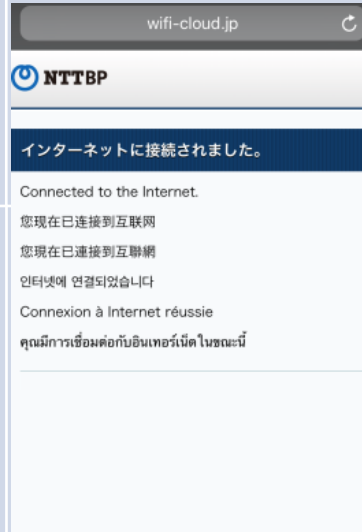 wifi-cloud.jp
NTTBP
インターネットに接続されました。
Connected to the Internet.
您现在已连接到互联网
您現在已連接到互聯網
인터넷에 연결되었습니다
Connexion à Internet réussie
คุณมีการเชื่อมต่อกับอินเทอร์เน็ตในขณะนี้